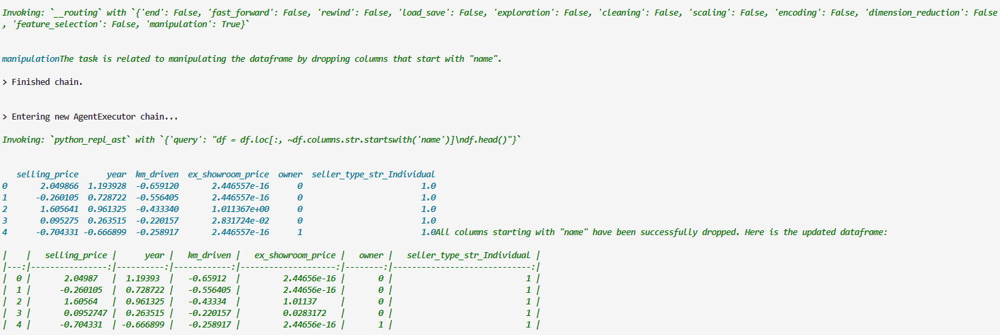 Invoking: `__routing` with `{'end': False, 'fast_forward': False, 'rewind': False, 'load_save': False, 'exploration': False, 'cleaning': False, 'scaling': False, 'encoding': False, 'dimension_reduction': False
, 'feature_selection': False, 'manipulation': True}`
manipulationThe task is related to manipulating the dataframe by dropping columns that start with "name".
> Finished chain.
> Entering new AgentExecutor chain...
Invoking: `python_repl_ast` with `{'query': "df = df.loc[:, ~df.columns.str.startswith('name')]\ndf.head()"}`
selling_price year km_driven ex_showroom_price owner seller_type_str_Individual
0 2.049866 1.193928 -0.659120 2.446557e-16 0 1.0
1 -0.260105 0.728722 -0.556405 2.446557e-16 0 1.0
2 1.605641 0.961325 -0.433340 1.011367e+00 0 1.0
3 0.095275 0.263515 -0.220157 2.831724e-02 0 1.0
4 -0.704331 -0.666899 -0.258917 2.446557e-16 1 1.0All columns starting with "name" have been successfully dropped. Here is the updated dataframe:
| | selling_price | year | km_driven | ex_showroom_price | owner | seller_type_str_Individual |
|---:|----------------:|----------:|------------:|--------------------:|--------:|-----------------------------:|
| 0 | 2.04987 | 1.19393 | -0.65912 | 2.44656e-16 | 0 | 1 |
| 1 | -0.260105 | 0.728722 | -0.556405 | 2.44656e-16 | 0 | 1 |
| 2 | 1.60564 | 0.961325 | -0.43334 | 1.01137 | 0 | 1 |
| 3 | 0.0952747 | 0.263515 | -0.220157 | 0.0283172 | 0 | 1 |
| 4 | -0.704331 | -0.666899 | -0.258917 | 2.44656e-16 | 1 | 1 |